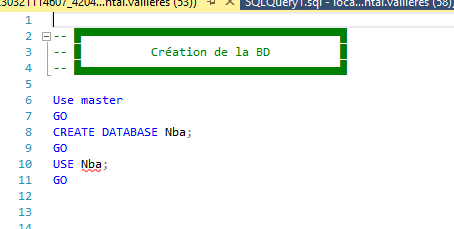 30321114607_4204...ntal.vallieres (53))
SQLQuery1.sql - loca...ntal.vallieres (58))
1
2 --
3 -- Création de la BD
4 --
5
6 Use master
7 GO
8 CREATE DATABASE Nba;
9 GO
10 USE Nba;
11 GO
12
13
14